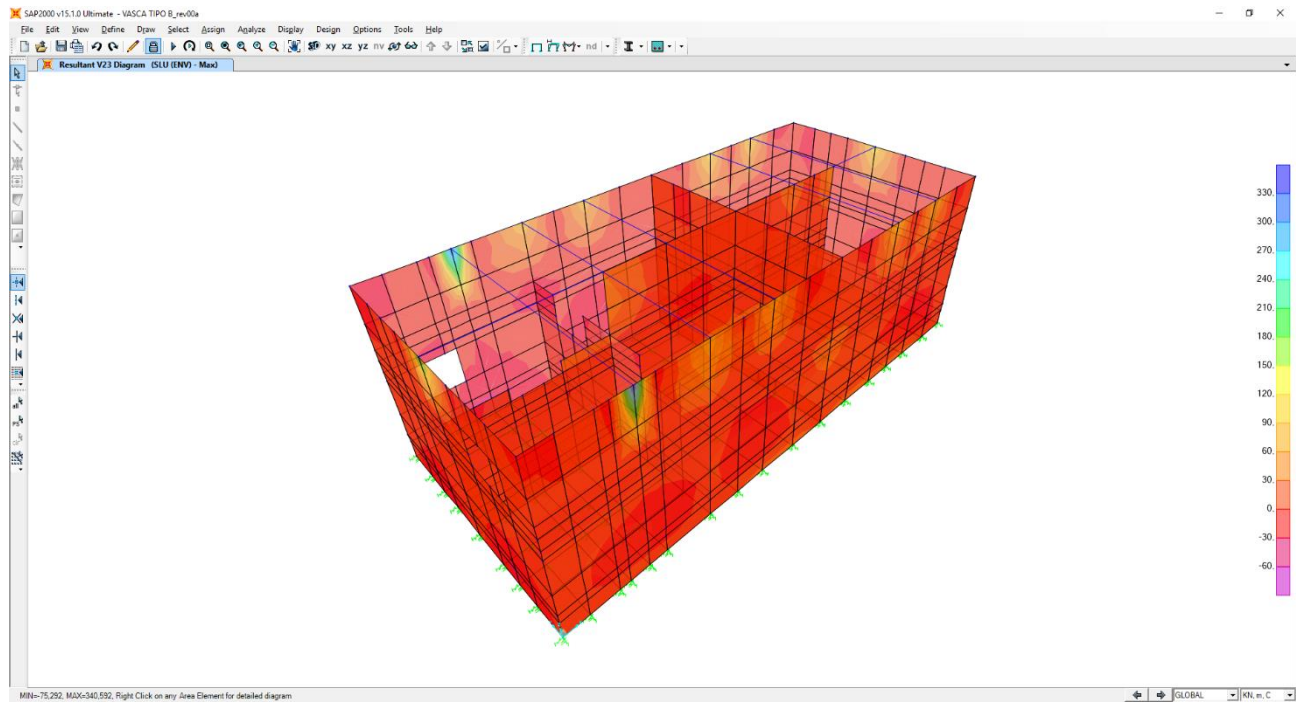 SAP2000 v15.1.0 Ultimate - VASCA TIPO B_rev00a
File Edit View Define Draw Select Assign Analyze Display Design Options Tools Help
3D xy xz yz nv nd
Resultant V23 Diagram (SLU (ENV) - Max)
330.
300.
270.
240.
210.
180.
150.
120.
90.
60.
30.
0.
-30.
-60.
all
PS
MIN=-75,292, MAX=340,592, Right Click on any Area Element for detailed diagram
GLOBAL
KN, m, C